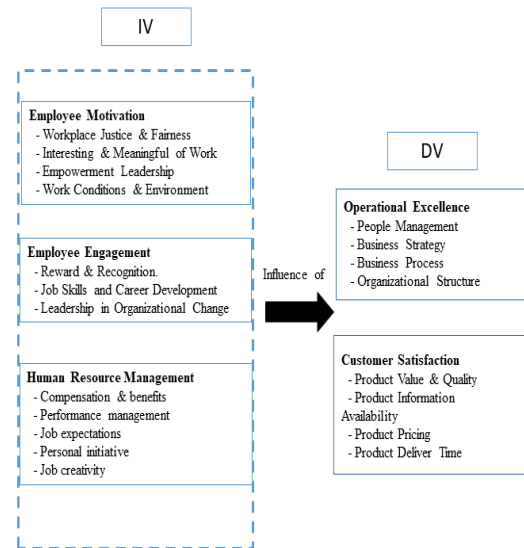 IV
Employee Motivation
- Workplace Justice & Fairness
- Interesting & Meaningful of Work
- Empowerment Leadership
- Work Conditions & Environment
Employee Engagement
- Reward & Recognition.
- Job Skills and Career Development
- Leadership in Organizational Change
Human Resource Management
- Compensation & benefits
- Performance management
- Job expectations
- Personal initiative
- Job creativity
Influence of
DV
Operational Excellence
- People Management
- Business Strategy
- Business Process
- Organizational Structure
Customer Satisfaction
- Product Value & Quality
- Product Information
Availability
- Product Pricing
- Product Deliver Time